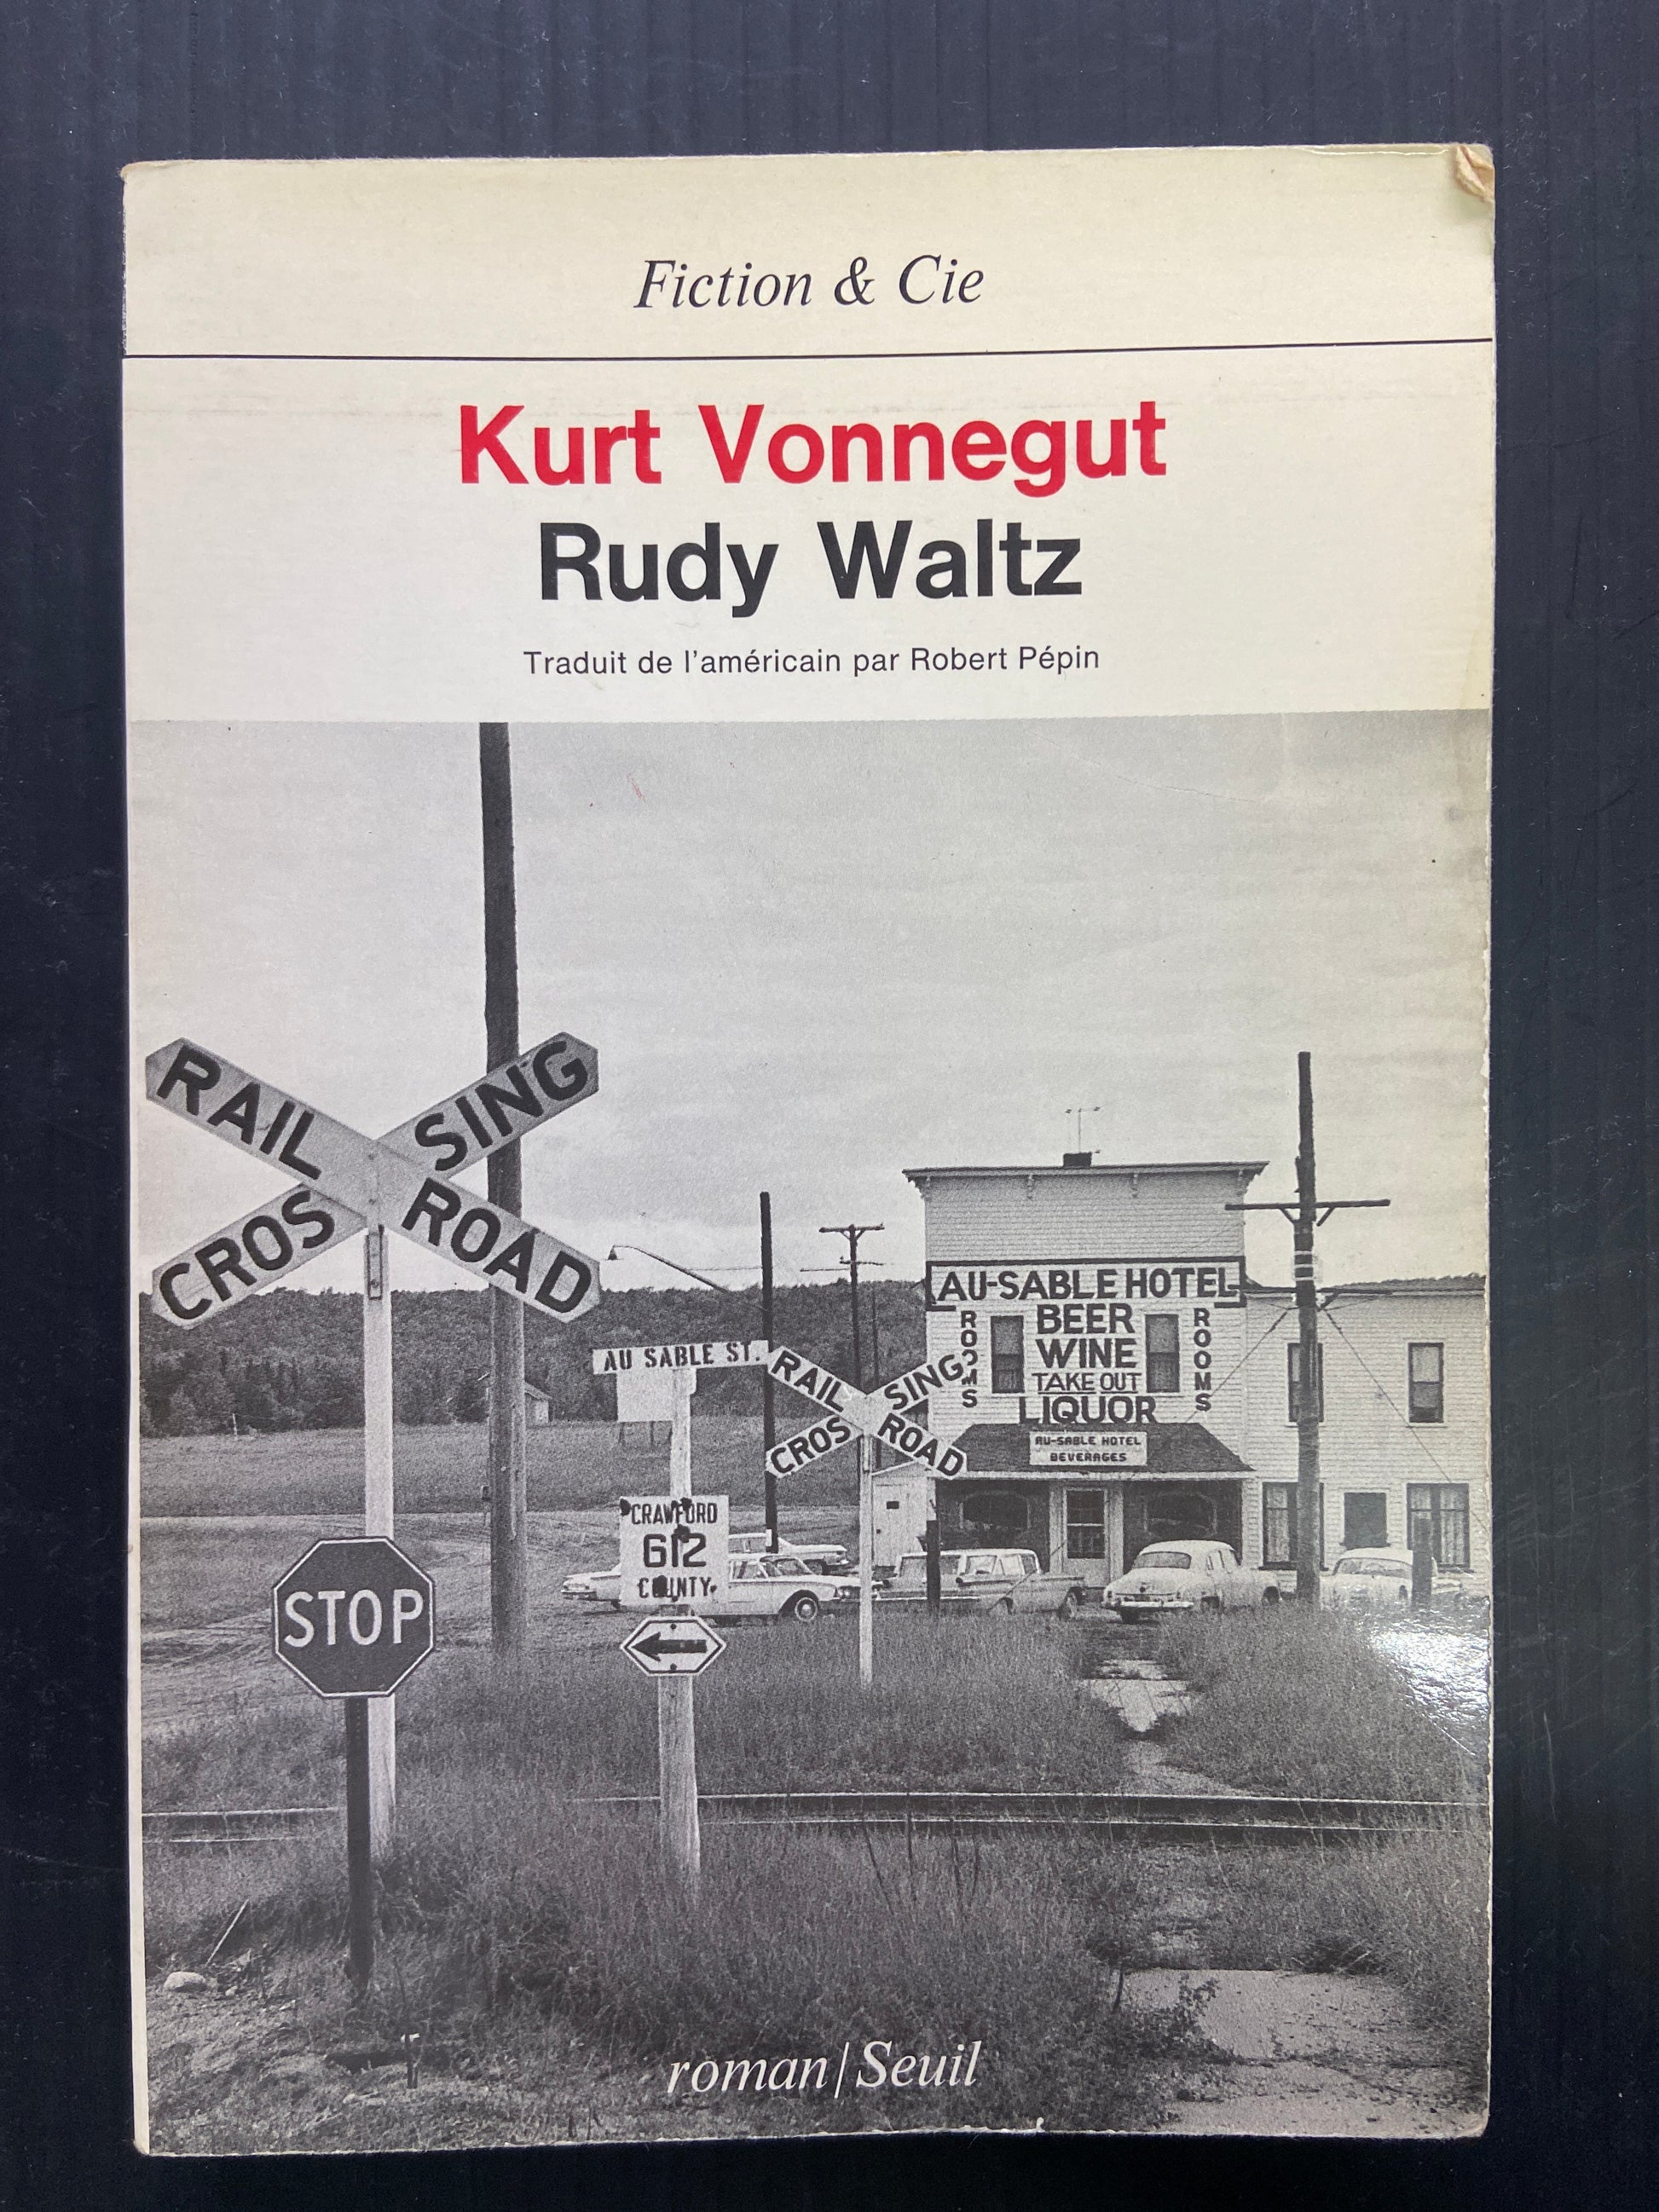 Fiction & Cie
Kurt Vonnegut
Rudy Waltz
Traduit de l'américain par Robert Pépin
RAIL SING
CROS ROAD
AU SABLE ST.
RAIL SING
CROS ROAD
AU-SABLE HOTEL
ROOMS
BEER
WINE
TAKE OUT
LIQUOR
ROOMS
AU-SABLE HOTEL
BEVERAGES
CRAWFORD
612
COUNTY
STOP
roman/Seuil